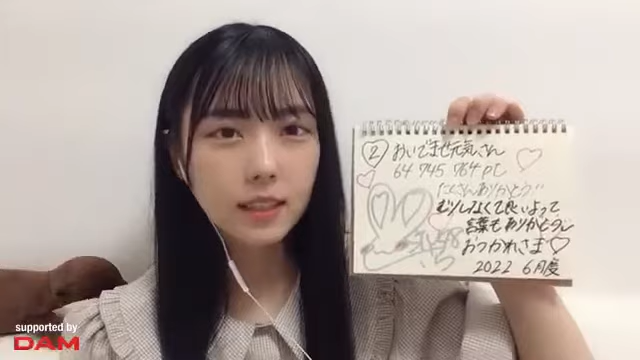 ② おいでませ元気さん
64 745 764 pt
たくさんありがとう!!
むりしなくて良いよって
言葉もありがとう
おつかれさま♡
2022 6月度
supported by
DAM